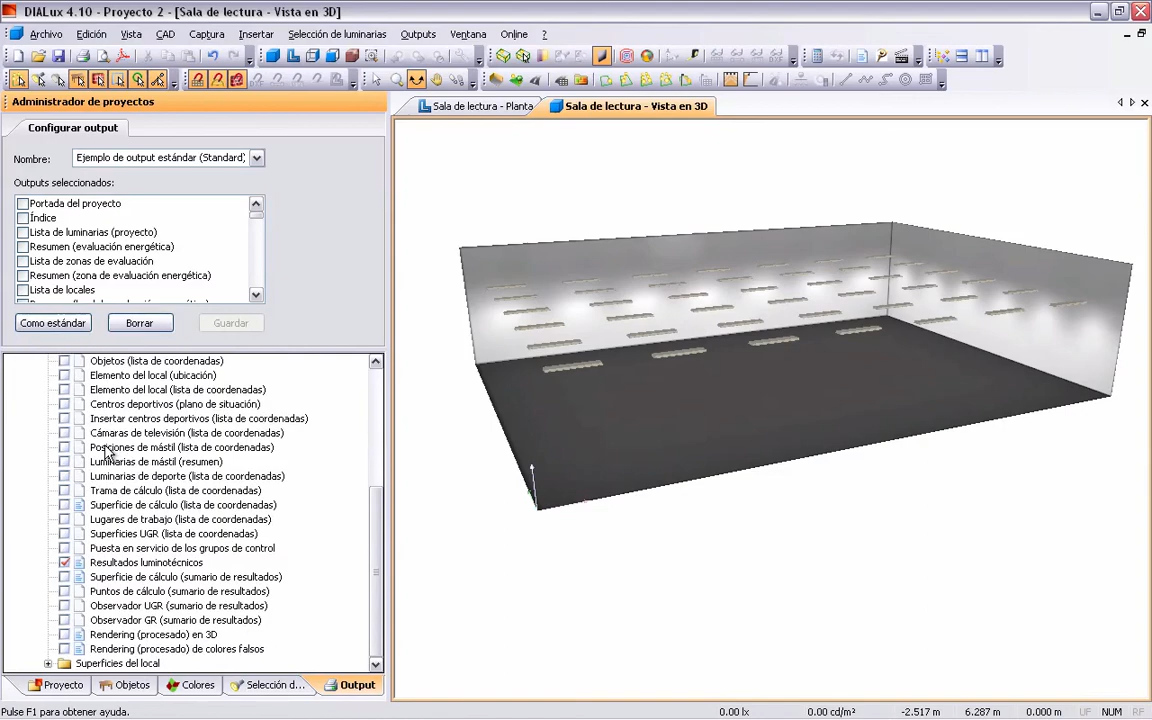 DIALux 4.10 - Proyecto 2 - [Sala de lectura - Vista en 3D]
Archivo Edición Vista CAD Captura Insertar Selección de luminarias Outputs Ventana Online ?
Administrador de proyectos
Configurar output
Nombre: Ejemplo de output estándar (Standard)
Outputs seleccionados:
Portada del proyecto
Índice
Lista de luminarias (proyecto)
Resumen (evaluación energética)
Lista de zonas de evaluación
Resumen (zona de evaluación energética)
Lista de locales
Como estándar Borrar Guardar
Objetos (lista de coordenadas)
Elemento del local (ubicación)
Elemento del local (lista de coordenadas)
Centros deportivos (plano de situación)
Insertar centros deportivos (lista de coordenadas)
Cámaras de televisión (lista de coordenadas)
Posiciones de mástil (lista de coordenadas)
Luminarias de mástil (resumen)
Luminarias de deporte (lista de coordenadas)
Trama de cálculo (lista de coordenadas)
Superficie de cálculo (lista de coordenadas)
Lugares de trabajo (lista de coordenadas)
Superficies UGR (lista de coordenadas)
Puesta en servicio de los grupos de control
Resultados luminotécnicos
Superficie de cálculo (sumario de resultados)
Puntos de cálculo (sumario de resultados)
Observador UGR (sumario de resultados)
Observador GR (sumario de resultados)
Rendering (procesado) en 3D
Rendering (procesado) de colores falsos
Superficies del local
Proyecto Objetos Colores Selección d... Output
Sala de lectura - Planta Sala de lectura - Vista en 3D
Pulse F1 para obtener ayuda. 0.00 lx 0.00 cd/m² -2.517 m 6.287 m 0.000 m UF NUM RF